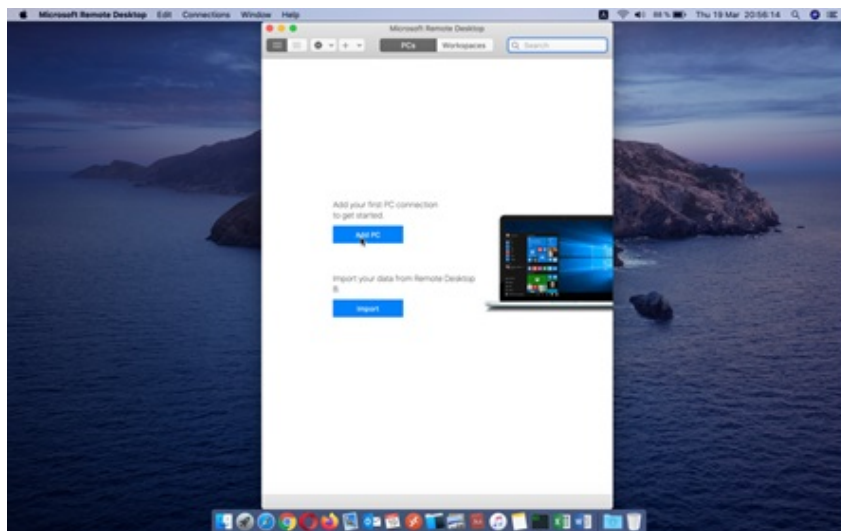 Microsoft Remote Desktop Edit Connections Window Help
88 % Thu 19 Mar 20:56:14
Microsoft Remote Desktop
PCs Workspaces Search
Add your first PC connection
to get started.
Add PC
Import your data from Remote Desktop
8.
Import